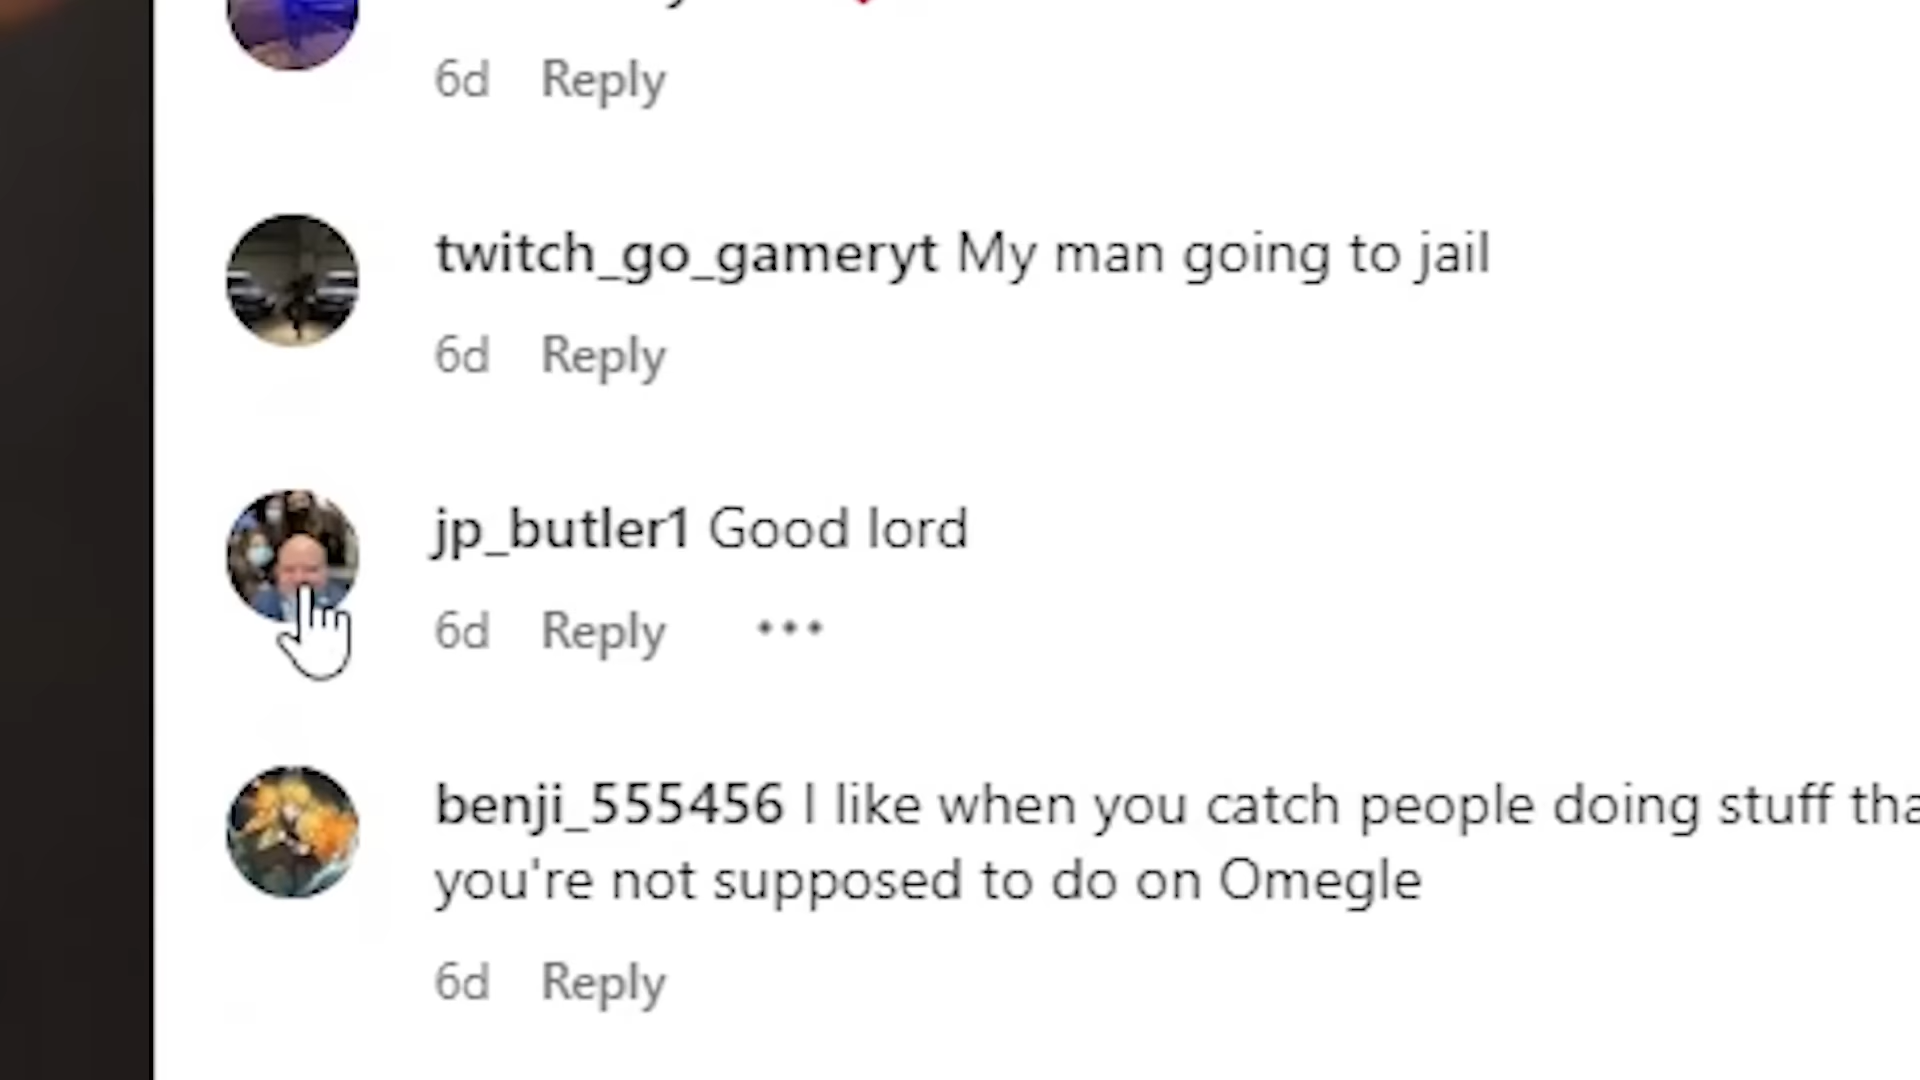 6d Reply
twitch_go_gameryt My man going to jail
6d Reply
jp_butler1 Good lord
6d Reply •••
benji_555456 I like when you catch people doing stuff tha
you're not supposed to do on Omegle
6d Reply